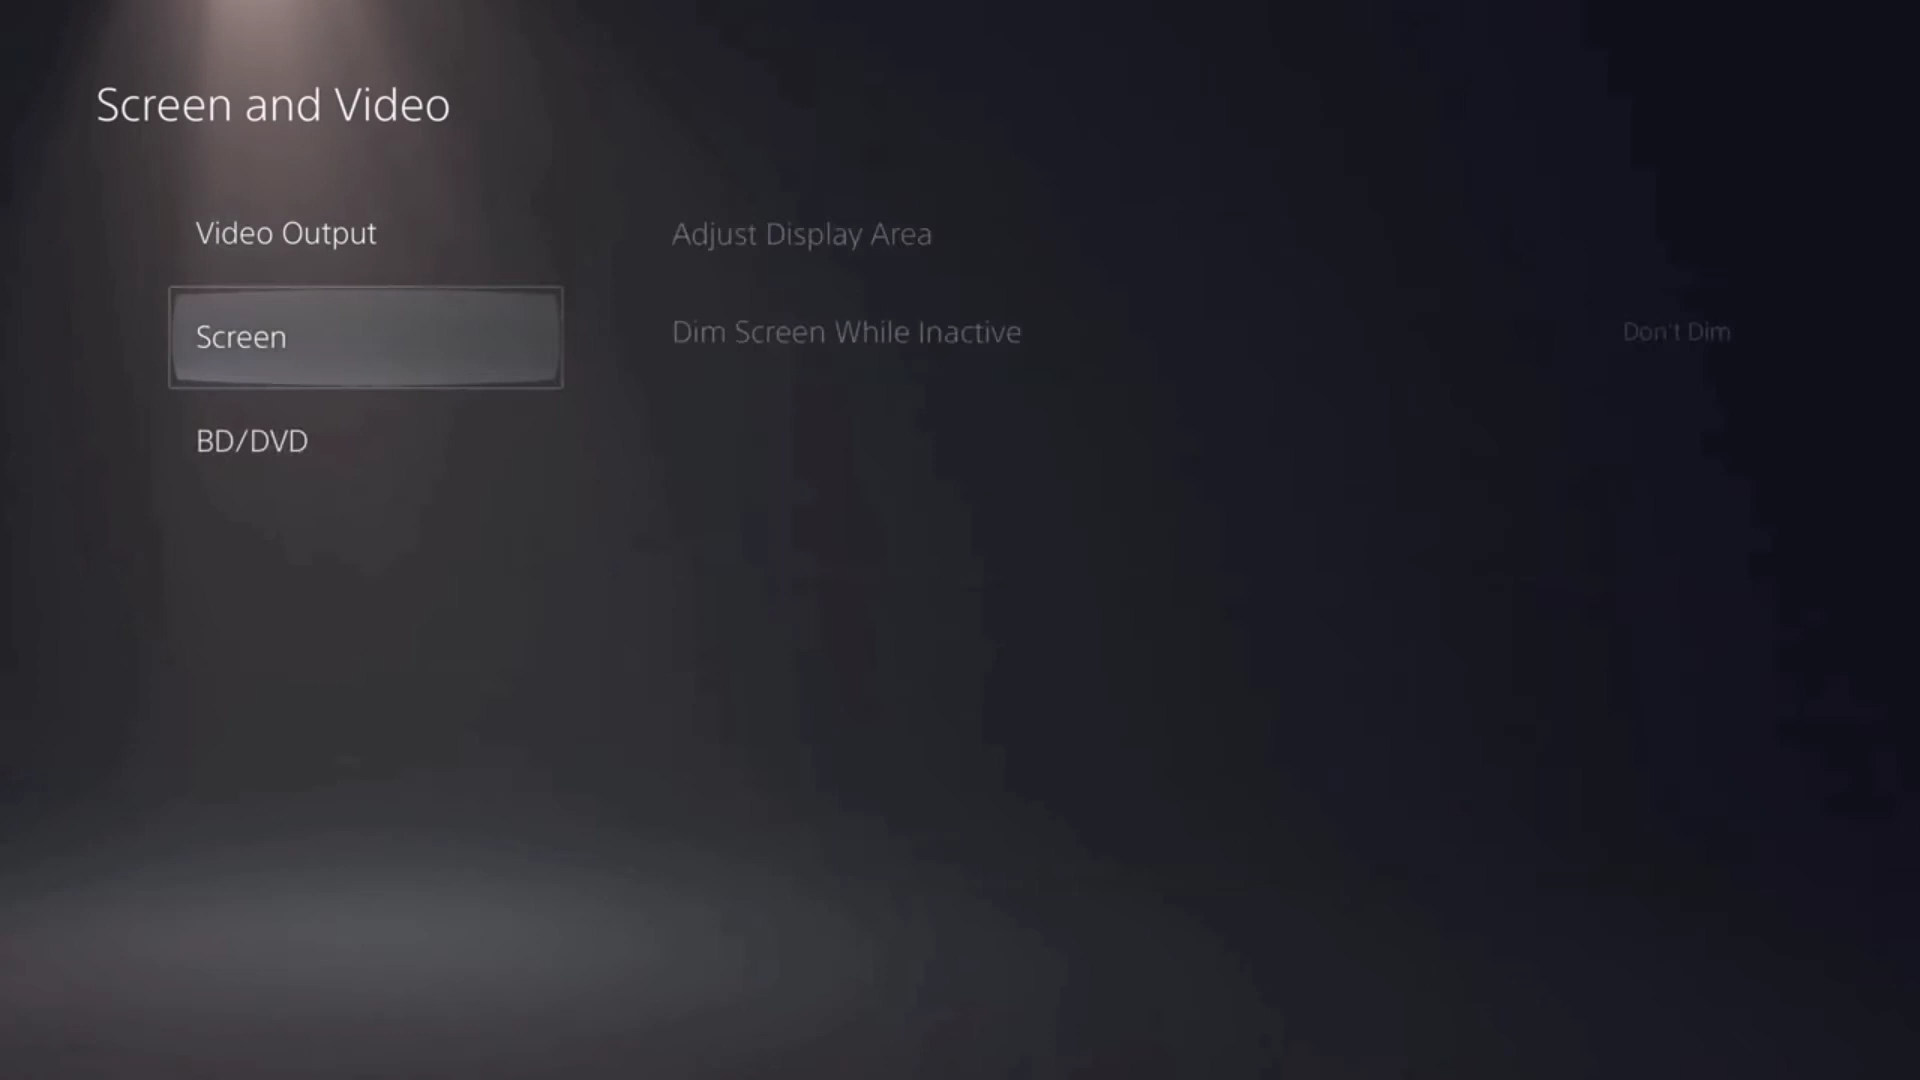 Screen and Video
Video Output
Screen
BD/DVD
Adjust Display Area
Dim Screen While Inactive
Don't Dim